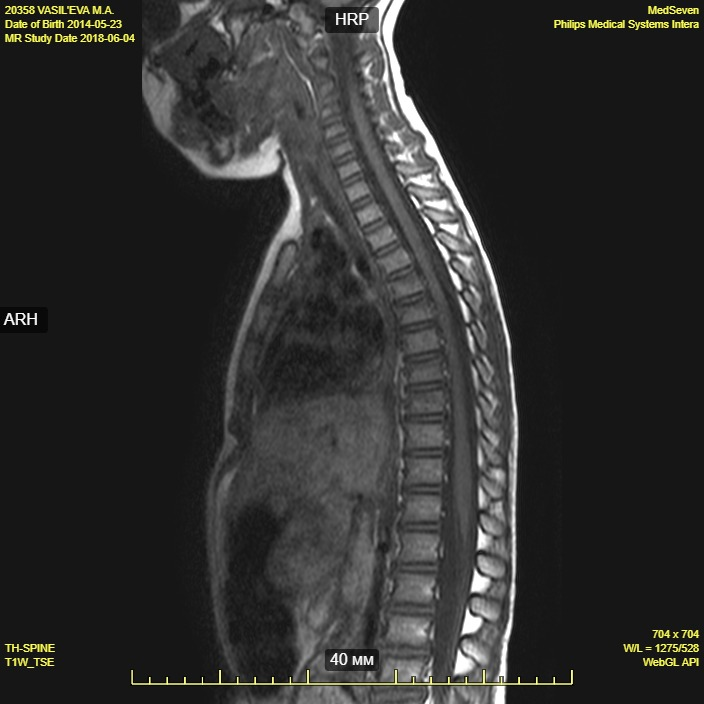 20358 VASIL'EVA M.A.
Date of Birth 2014-05-23
MR Study Date 2018-06-04
HRP
MedSeven
Philips Medical Systems Intera
ARH
TH-SPINE
T1W_TSE
40 мм
704 x 704
W/L = 1275/528
WebGL API